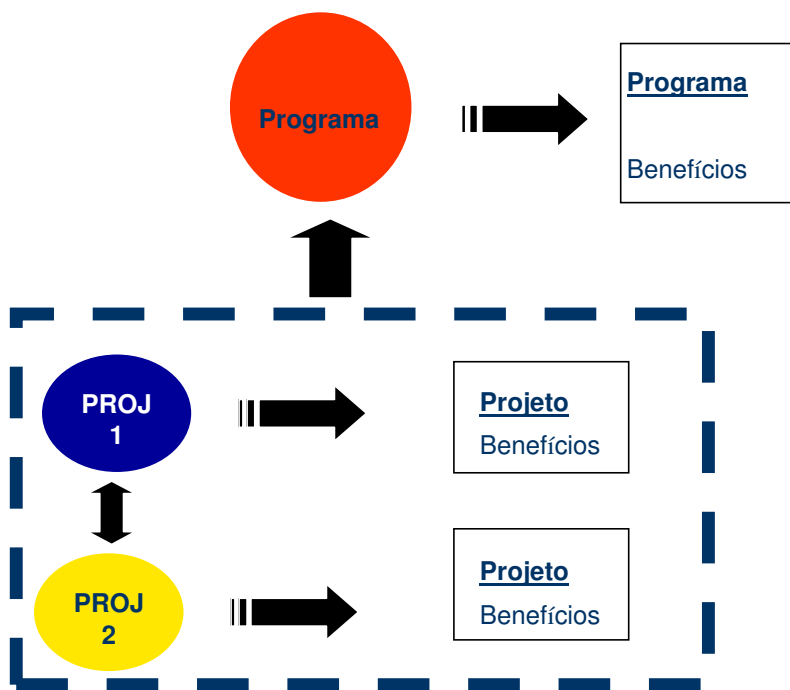 Programa
Programa
Benefícios
PROJ
1
Projeto
Benefícios
PROJ
2
Projeto
Benefícios